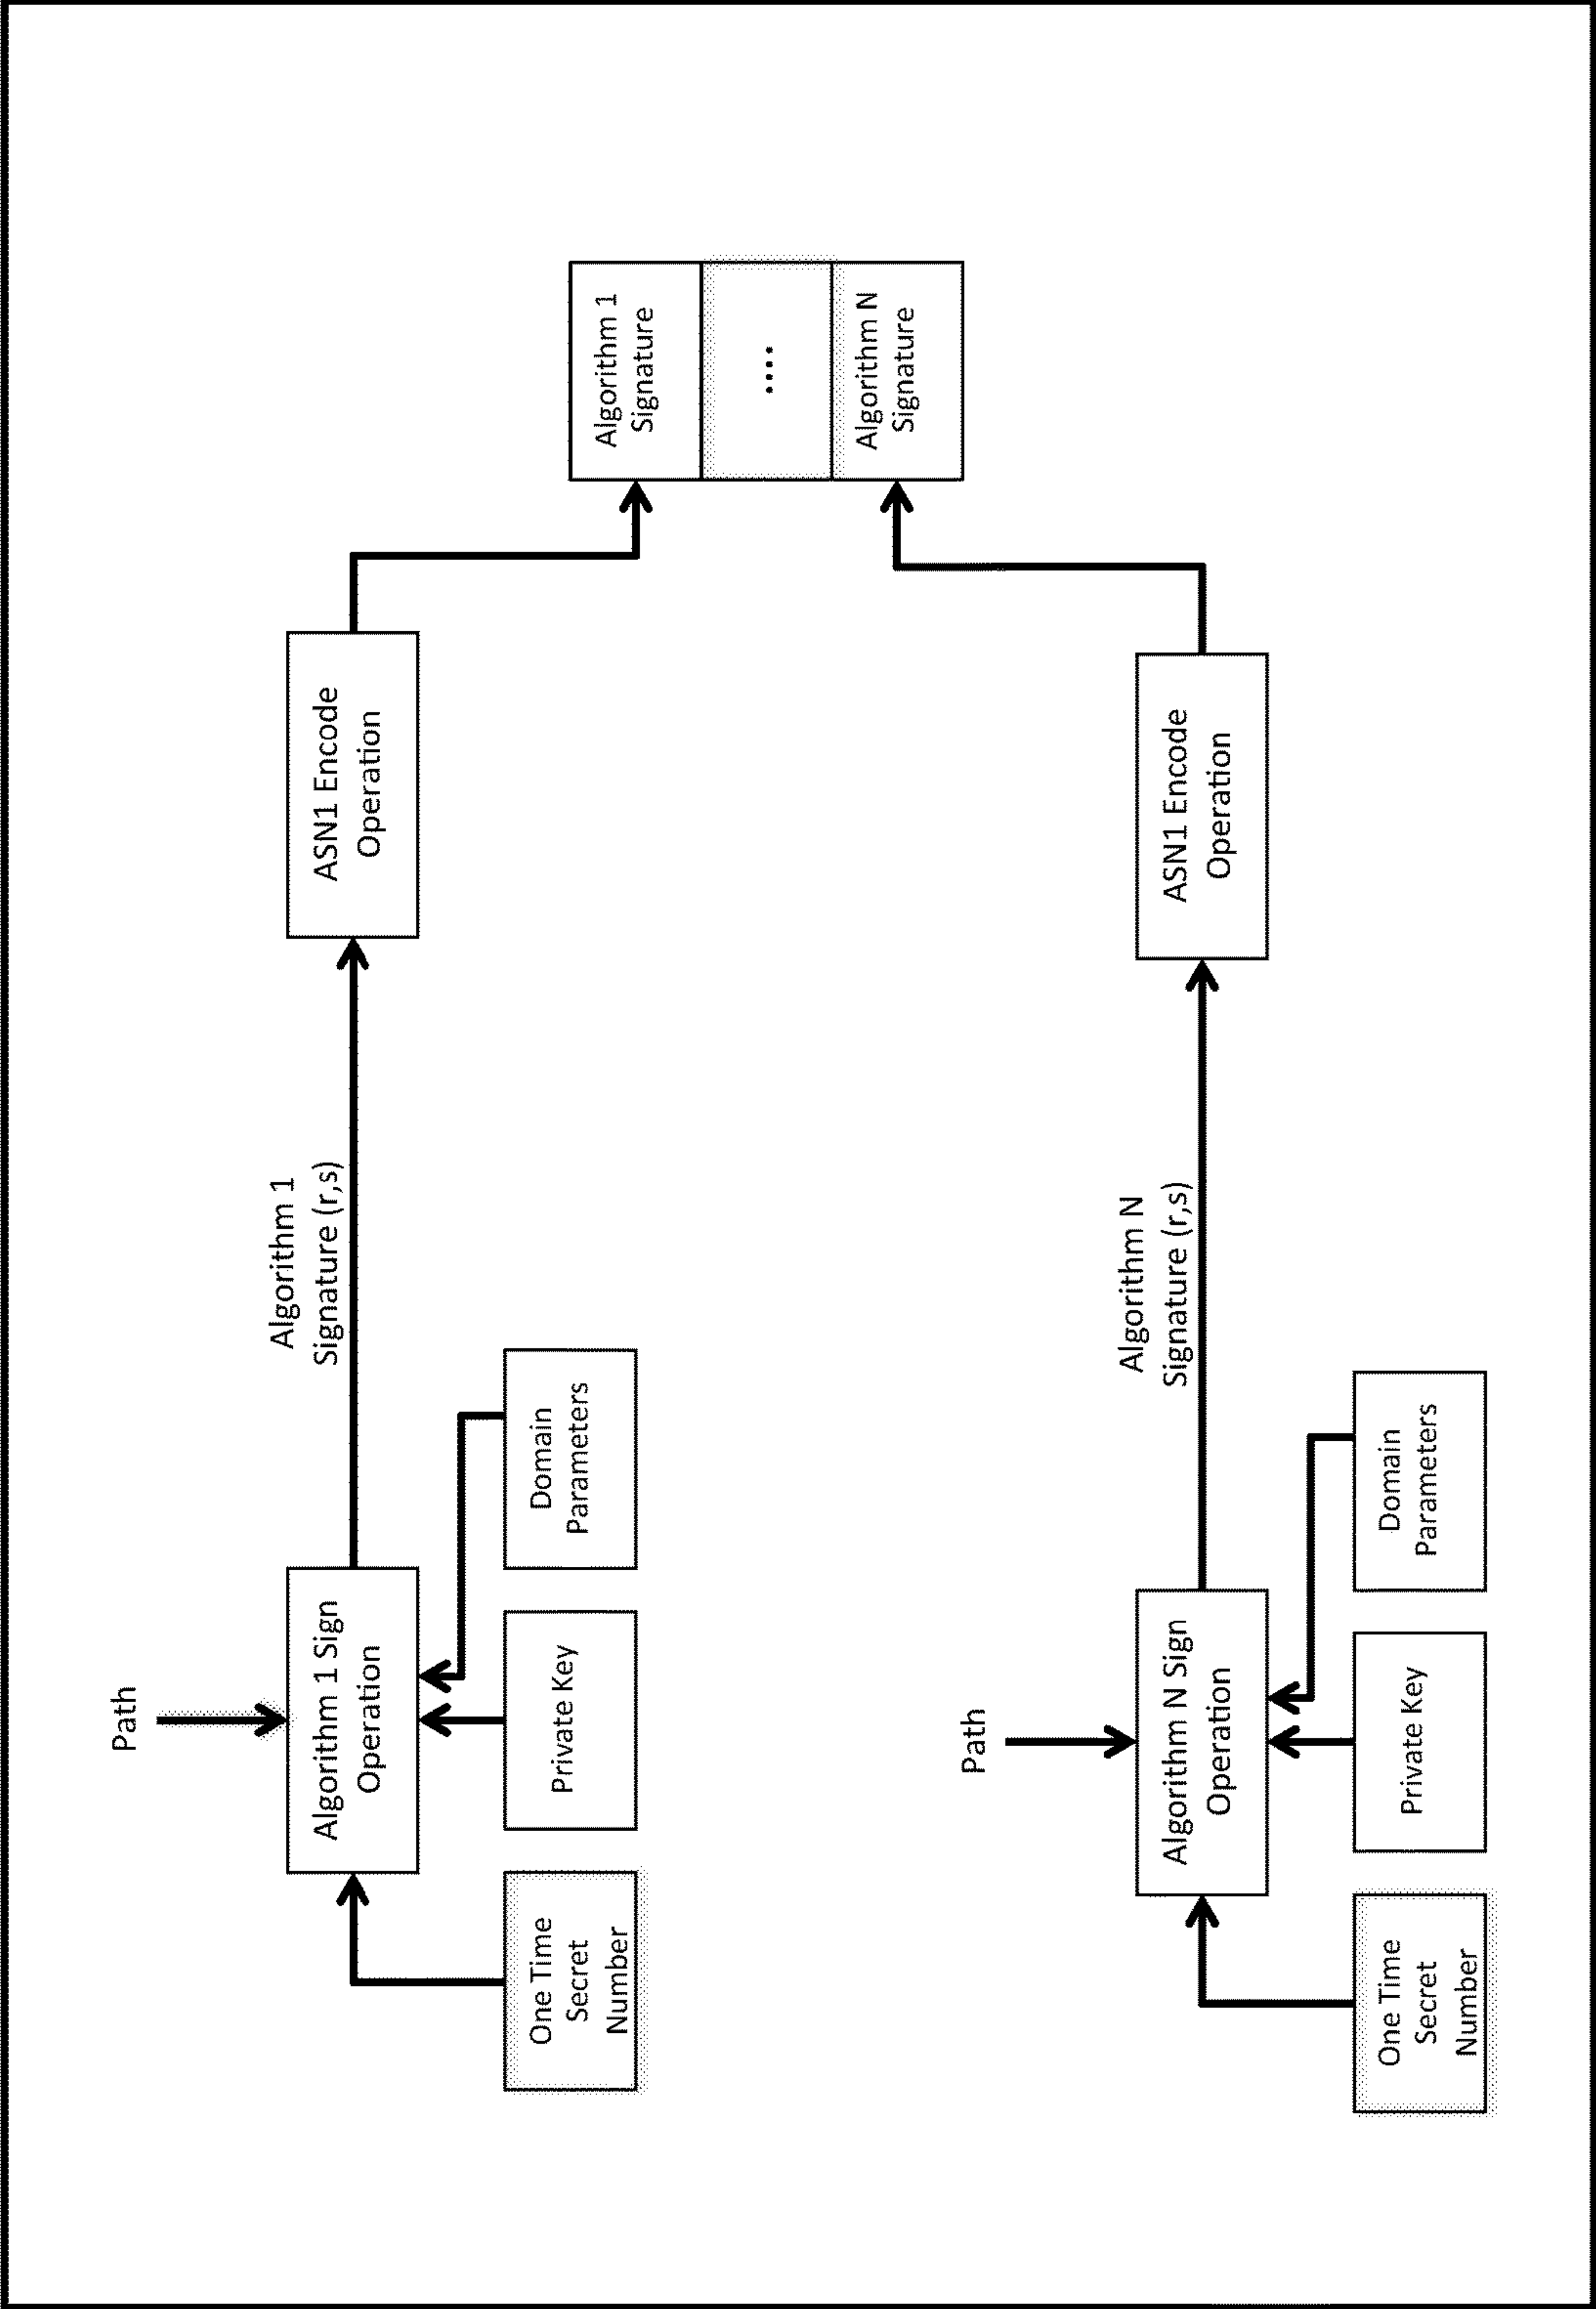 Path
Algorithm 1 Sign
Operation
One Time
Secret
Number
Private Key
Domain
Parameters
Algorithm 1
Signature (r,s)
ASN1 Encode
Operation
Algorithm 1
Signature
....
Algorithm N
Signature
Path
Algorithm N Sign
Operation
One Time
Secret
Number
Private Key
Domain
Parameters
Algorithm N
Signature (r,s)
ASN1 Encode
Operation